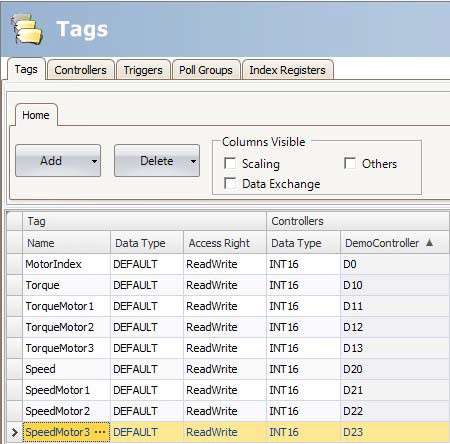 Tags
Tags Controllers Triggers Poll Groups Index Registers
Home
Add Delete
Columns Visible
Scaling Others
Data Exchange
Tag Controllers
Name Data Type Access Right Data Type DemoController
MotorIndex DEFAULT ReadWrite INT16 D0
Torque DEFAULT ReadWrite INT16 D10
TorqueMotor1 DEFAULT ReadWrite INT16 D11
TorqueMotor2 DEFAULT ReadWrite INT16 D12
TorqueMotor3 DEFAULT ReadWrite INT16 D13
Speed DEFAULT ReadWrite INT16 D20
SpeedMotor1 DEFAULT ReadWrite INT16 D21
SpeedMotor2 DEFAULT ReadWrite INT16 D22
SpeedMotor3 ... DEFAULT ReadWrite INT16 D23